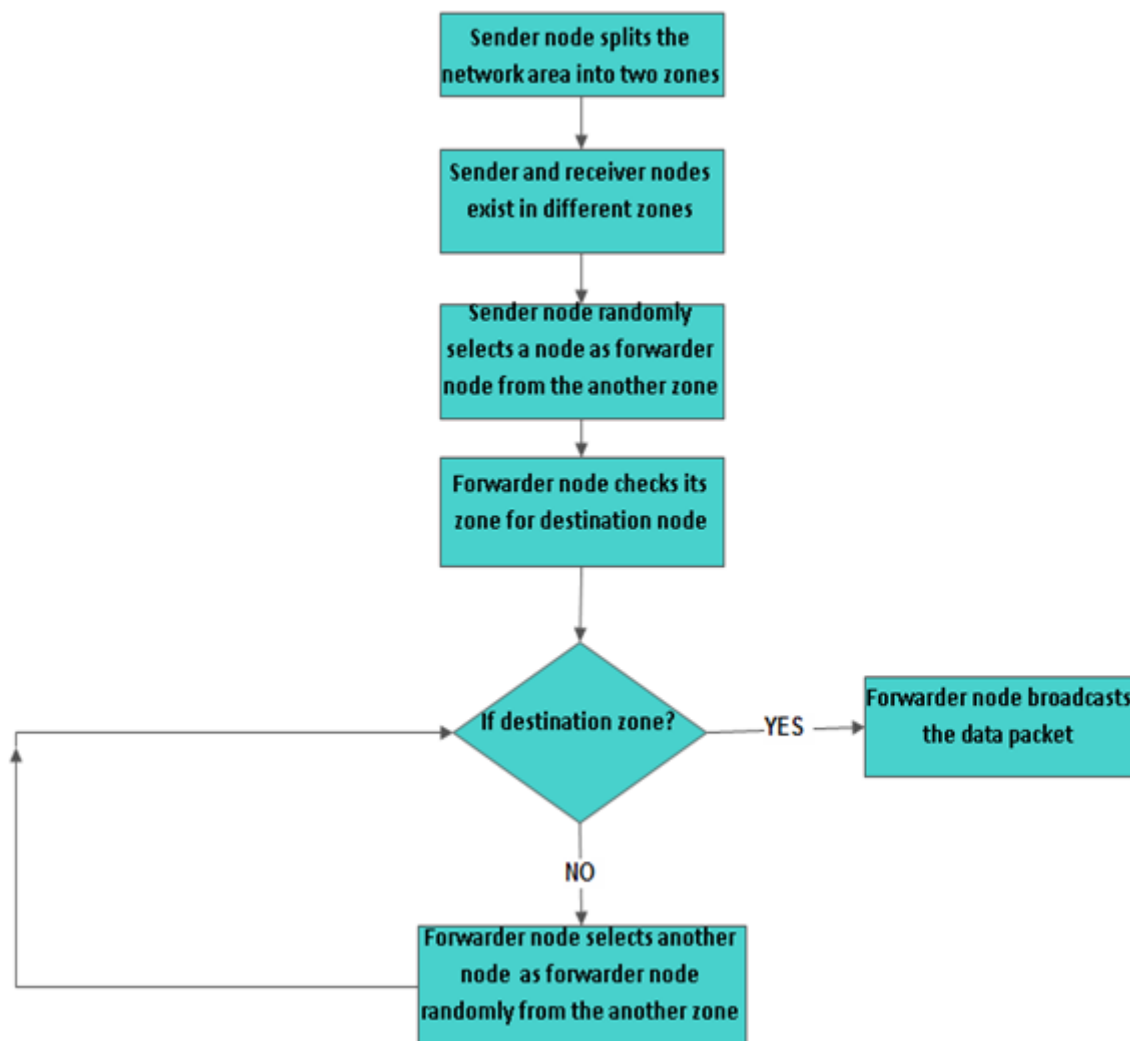 Sender node splits the
network area into two zones
Sender and receiver nodes
exist in different zones
Sender node randomly
selects a node as forwarder
node from the another zone
Forwarder node checks its
zone for destination node
If destination zone?
YES
Forwarder node broadcasts
the data packet
NO
Forwarder node selects another
node as forwarder node
randomly from the another zone